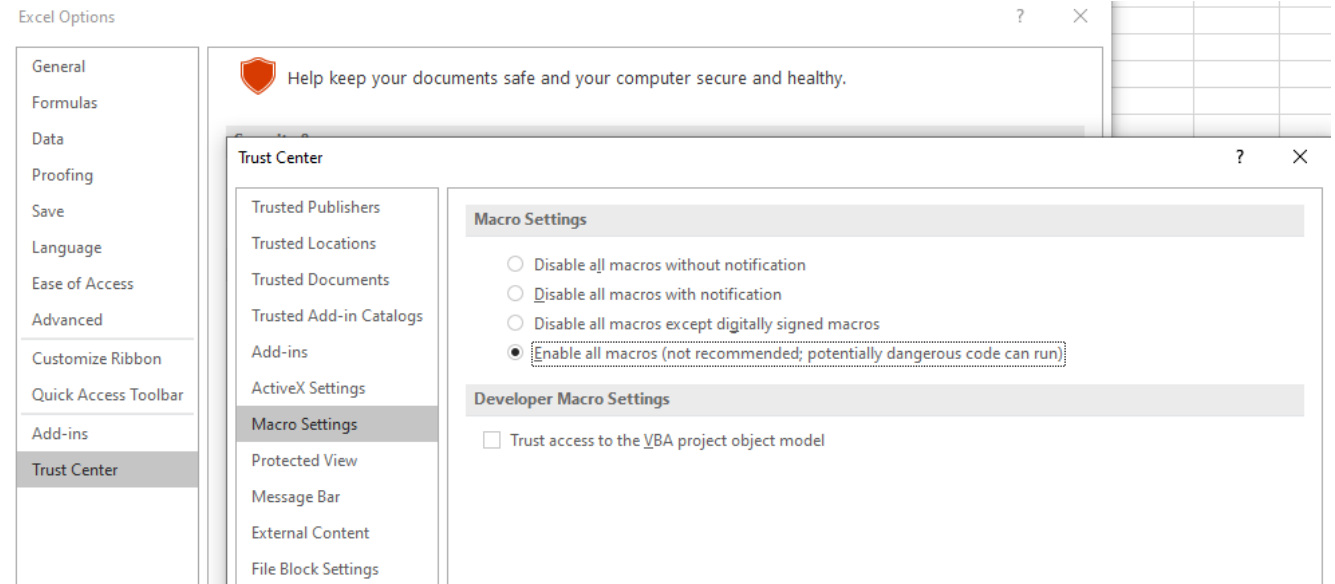 Excel Options
?
General
Formulas
Data
Proofing
Save
Language
Ease of Access
Advanced
Customize Ribbon
Quick Access Toolbar
Add-ins
Trust Center
Help keep your documents safe and your computer secure and healthy.
Trust Center
?
Trusted Publishers
Trusted Locations
Trusted Documents
Trusted Add-in Catalogs
Add-ins
ActiveX Settings
Macro Settings
Protected View
Message Bar
External Content
File Block Settings
Macro Settings
Disable all macros without notification
Disable all macros with notification
Disable all macros except digitally signed macros
Enable all macros (not recommended; potentially dangerous code can run)
Developer Macro Settings
Trust access to the VBA project object model